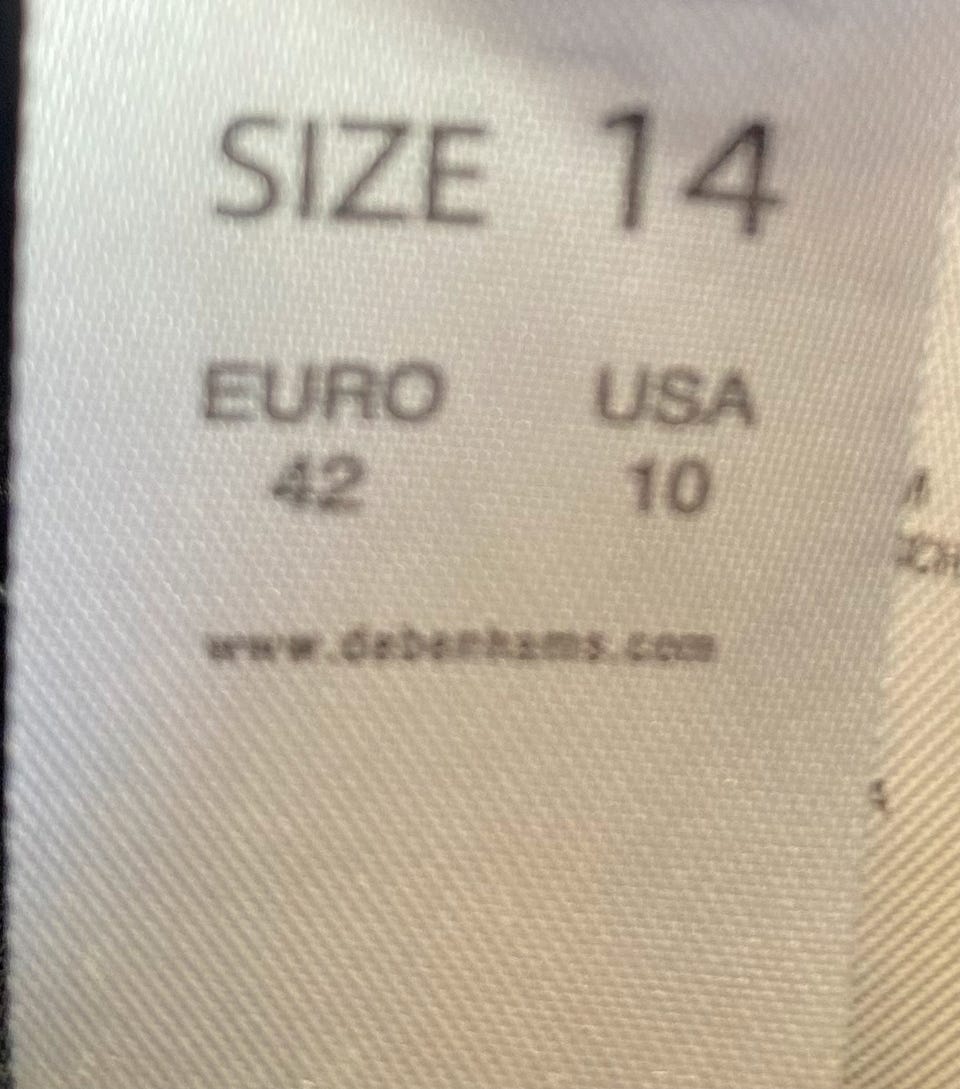 SIZE 14
EURO USA
42 10
www.debenhams.com